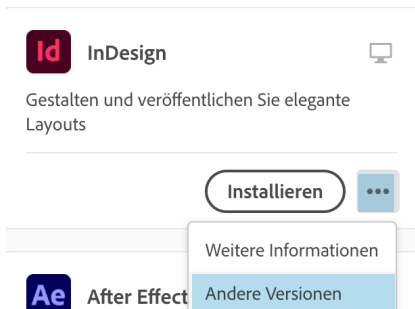 Id InDesign
Gestalten und veröffentlichen Sie elegante
Layouts
Installieren
Weitere Informationen
Ae After Effect
Andere Versionen